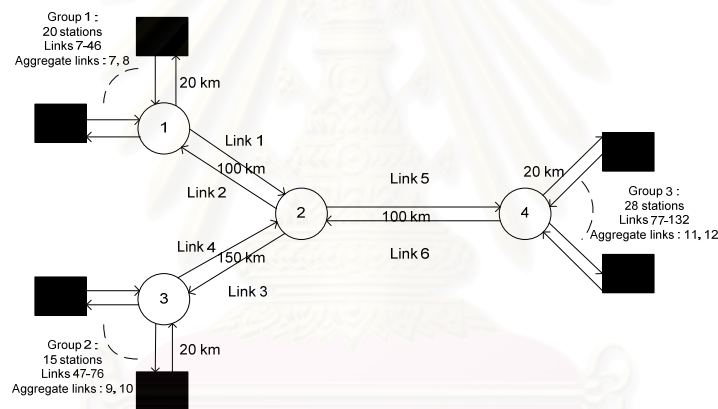 Group 1 :
20 stations
Links 7-46
Aggregate links : 7, 8
20 km
1
Link 1
100 km
Link 2
Link 5
2
100 km
Link 6
20 km
4
Group 3 :
28 stations
Links 77-132
Aggregate links : 11, 12
Link 4
150 km
Link 3
3
20 km
Group 2 :
15 stations
Links 47-76
Aggregate links : 9, 10